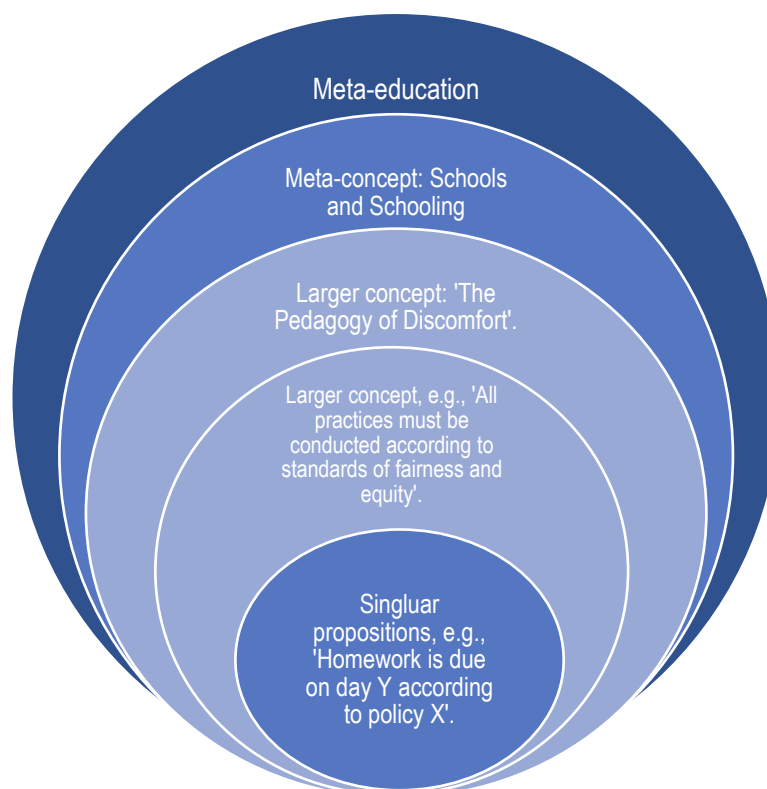 Meta-education
Meta-concept: Schools
and Schooling
Larger concept: 'The
Pedagogy of Discomfort'.
Larger concept, e.g., 'All
practices must be
conducted according to
standards of fairness and
equity'.
Singluar
propositions, e.g.,
'Homework is due
on day Y according
to policy X'.